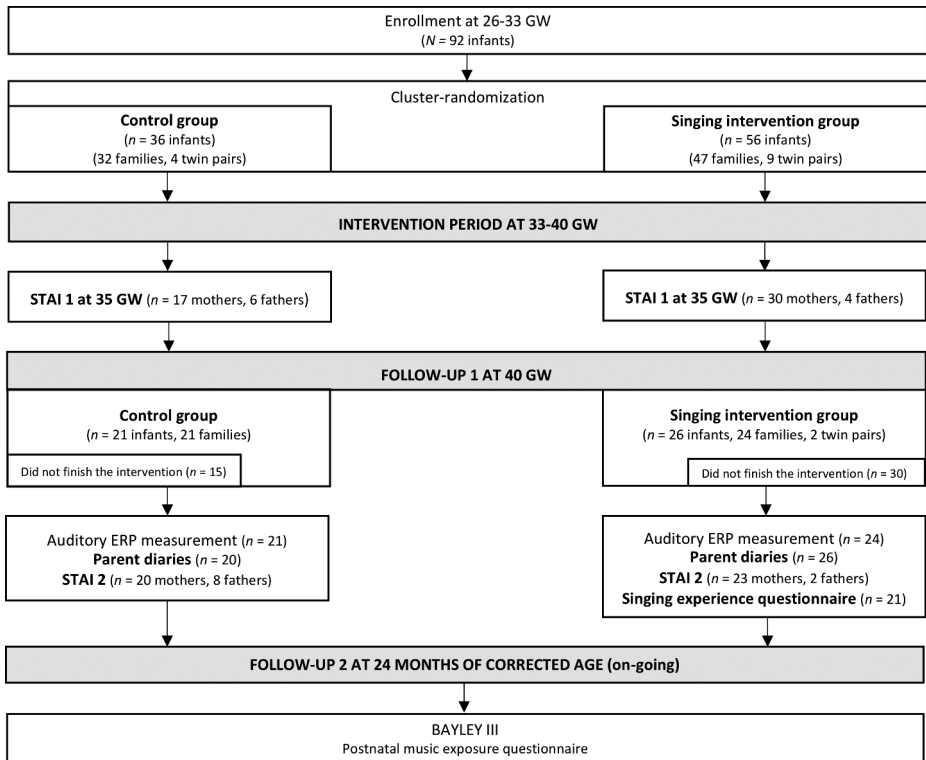 Enrollment at 26-33 GW
(N = 92 infants)
Cluster-randomization
Control group
(n = 36 infants)
(32 families, 4 twin pairs)
Singing intervention group
(n = 56 infants)
(47 families, 9 twin pairs)
INTERVENTION PERIOD AT 33-40 GW
STAI 1 at 35 GW (n = 17 mothers, 6 fathers)
STAI 1 at 35 GW (n = 30 mothers, 4 fathers)
FOLLOW-UP 1 AT 40 GW
Control group
(n = 21 infants, 21 families)
Did not finish the intervention (n = 15)
Singing intervention group
(n = 26 infants, 24 families, 2 twin pairs)
Did not finish the intervention (n = 30)
Auditory ERP measurement (n = 21)
Parent diaries (n = 20)
STAI 2 (n = 20 mothers, 8 fathers)
Auditory ERP measurement (n = 24)
Parent diaries (n = 26)
STAI 2 (n = 23 mothers, 2 fathers)
Singing experience questionnaire (n = 21)
FOLLOW-UP 2 AT 24 MONTHS OF CORRECTED AGE (on-going)
BAYLEY III
Postnatal music exposure questionnaire